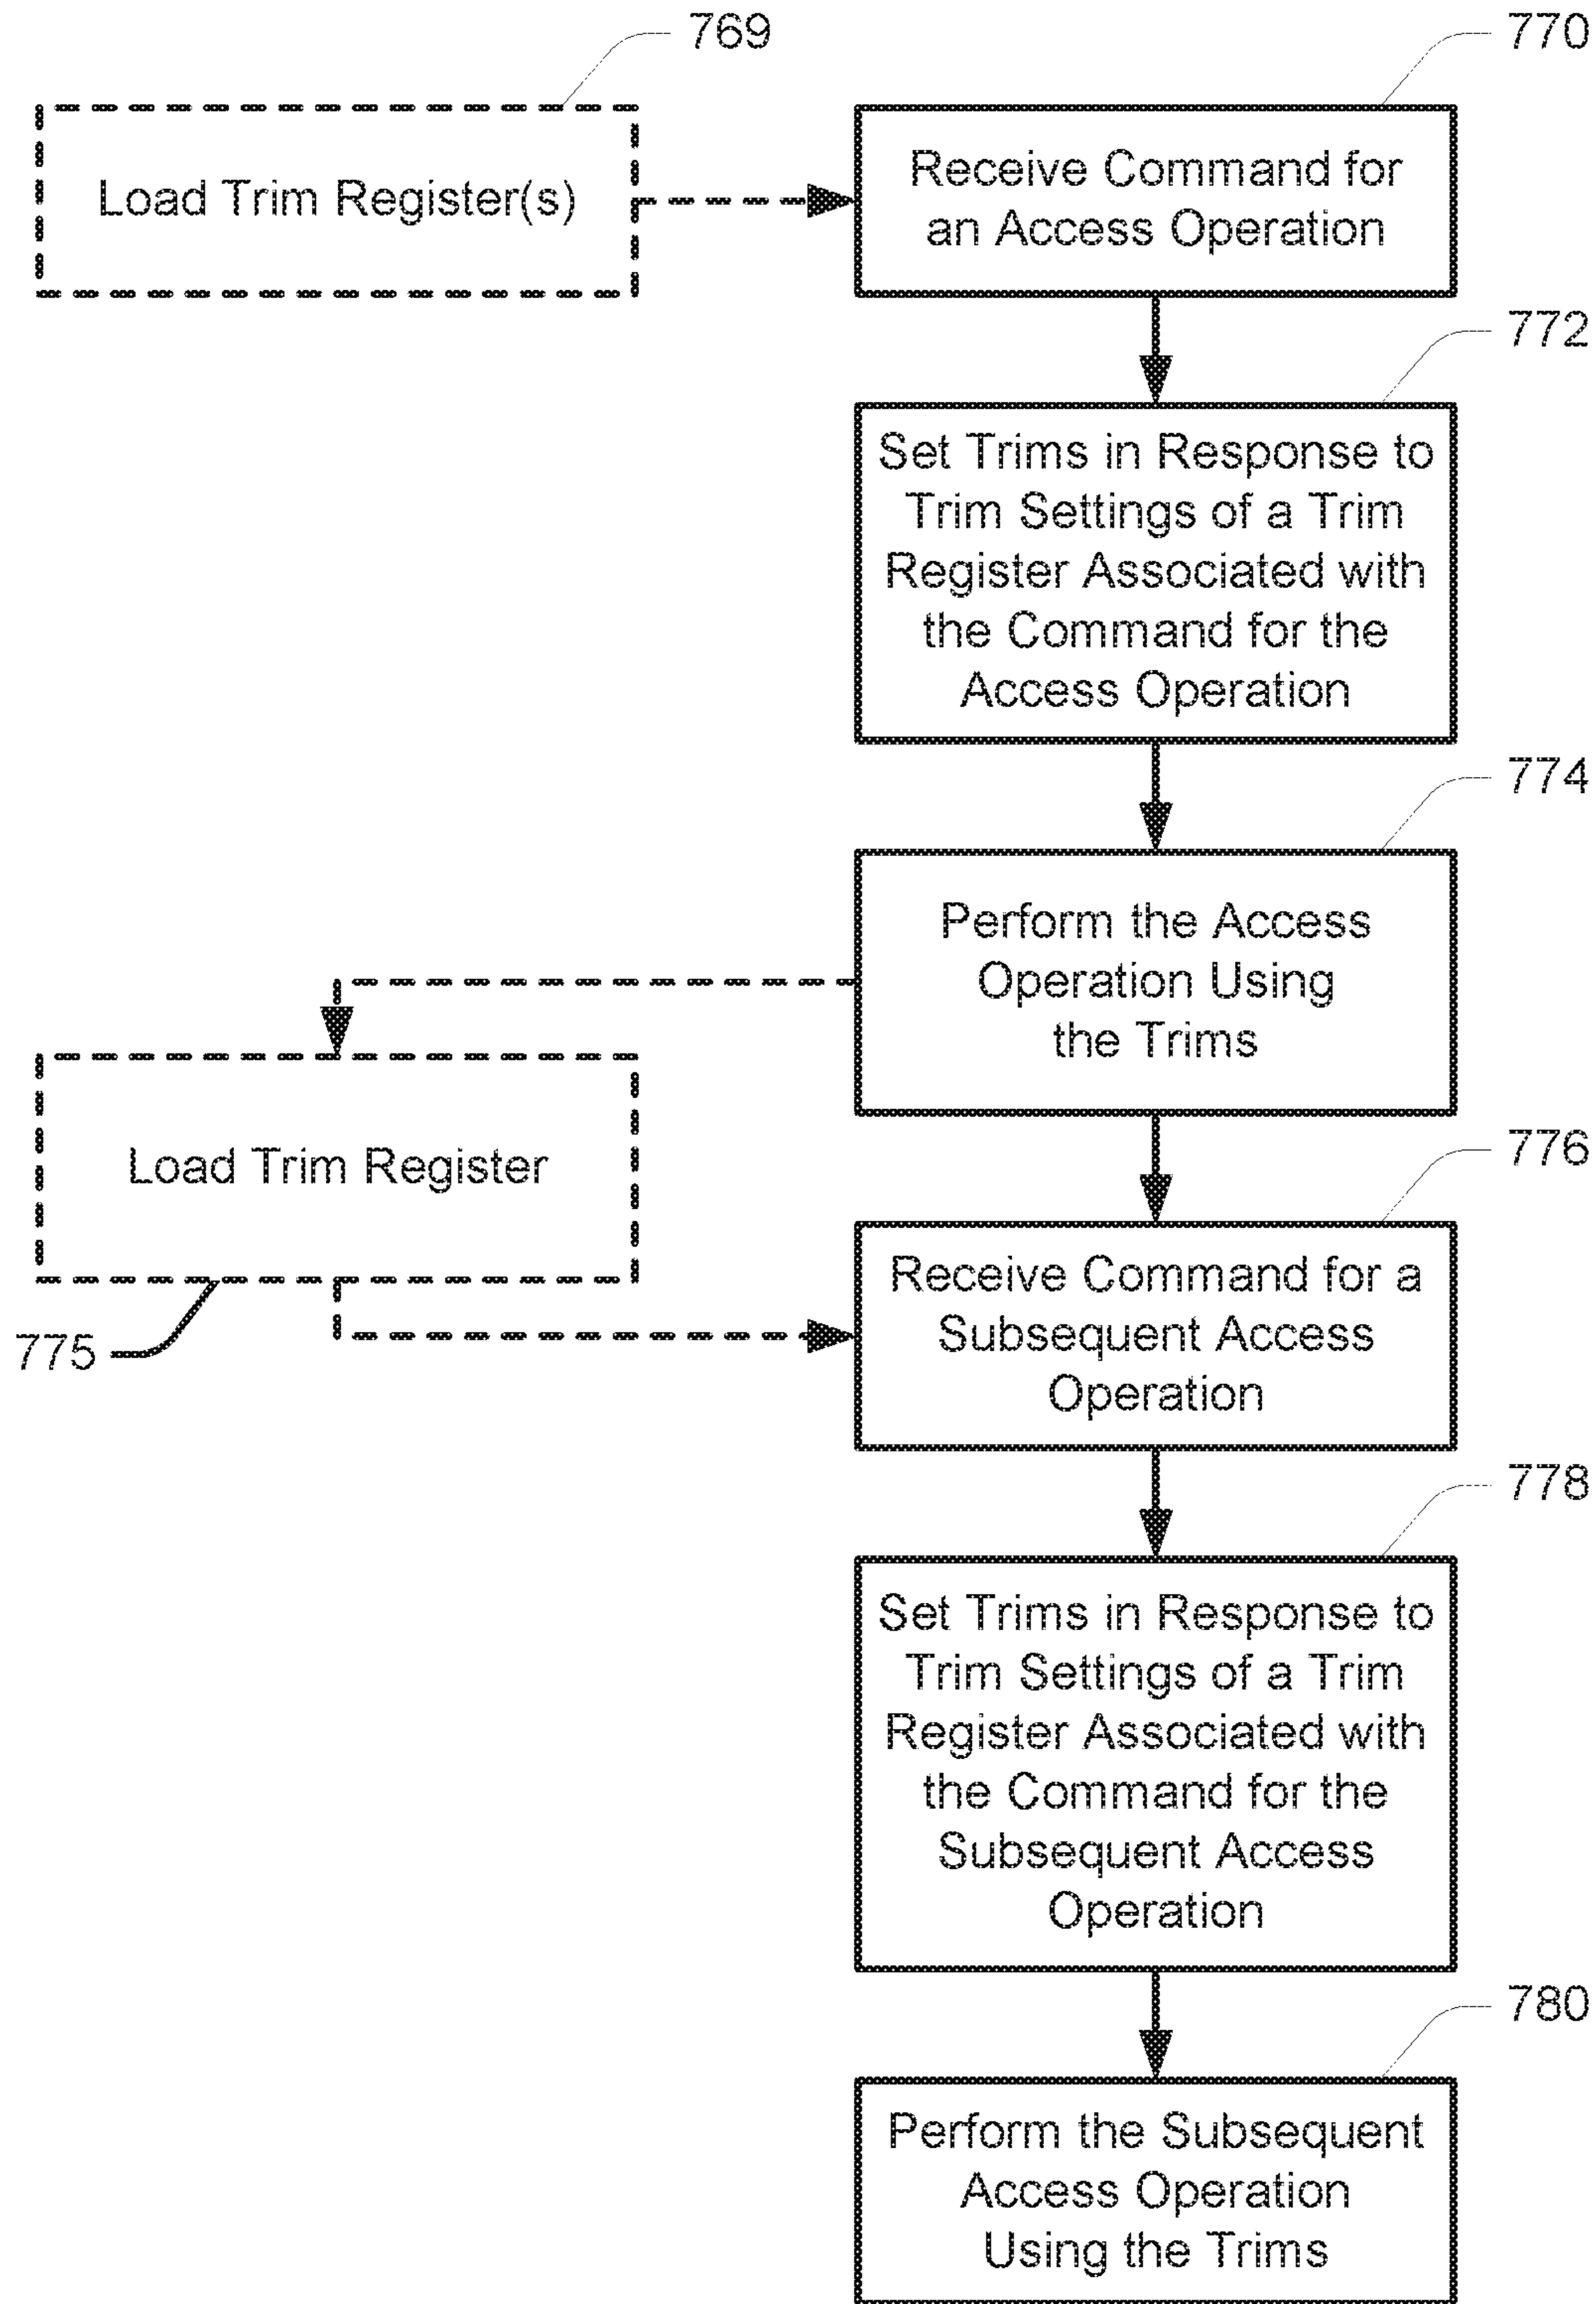 769
770
Load Trim Register(s)
Receive Command for
an Access Operation
772
Set Trims in Response to
Trim Settings of a Trim
Register Associated with
the Command for the
Access Operation
774
Perform the Access
Operation Using
the Trims
Load Trim Register
775
776
Receive Command for a
Subsequent Access
Operation
778
Set Trims in Response to
Trim Settings of a Trim
Register Associated with
the Command for the
Subsequent Access
Operation
780
Perform the Subsequent
Access Operation
Using the Trims